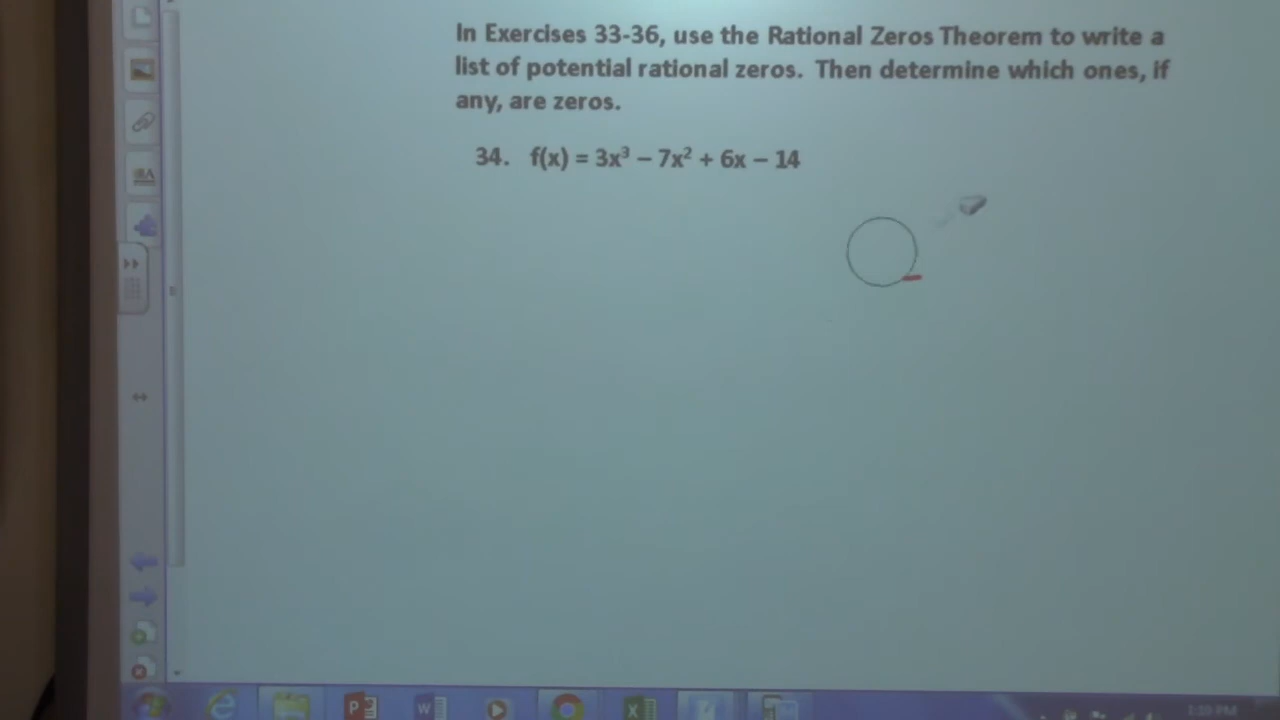 In Exercises 33-36, use the Rational Zeros Theorem to write a
list of potential rational zeros. Then determine which ones, if
any, are zeros.
34. f(x) = 3x³ – 7x² + 6x – 14